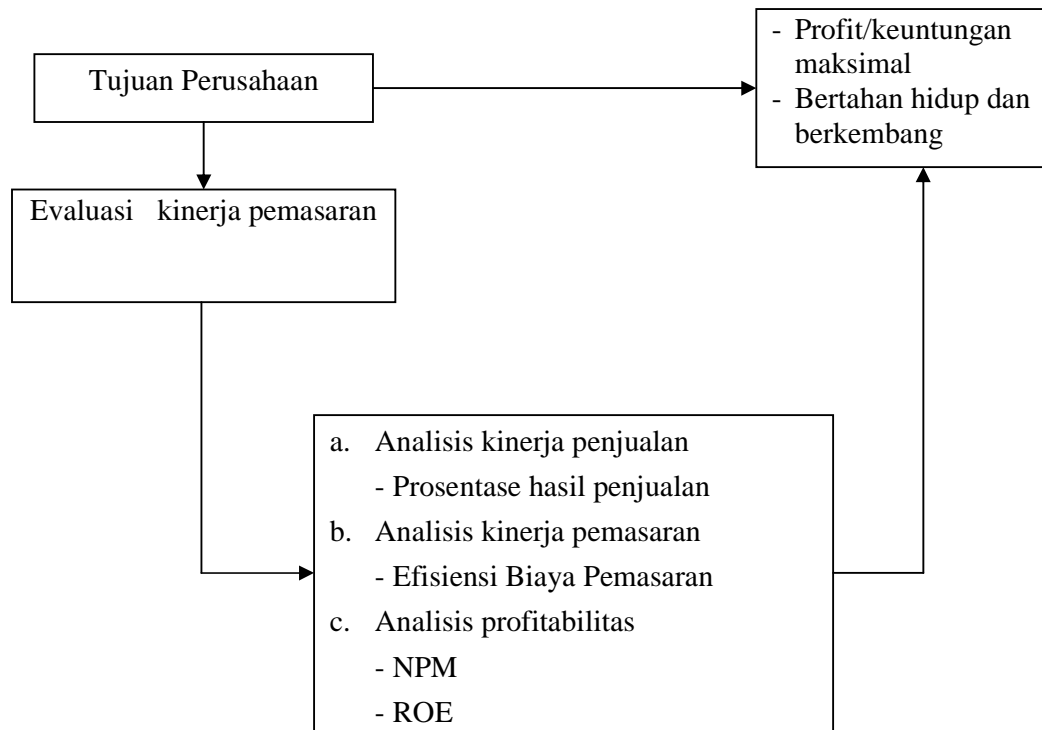 Tujuan Perusahaan
- Profit/keuntungan
maksimal
- Bertahan hidup dan
berkembang
Evaluasi kinerja pemasaran
a. Analisis kinerja penjualan
- Prosentase hasil penjualan
b. Analisis kinerja pemasaran
- Efisiensi Biaya Pemasaran
c. Analisis profitabilitas
- NPM
- ROE